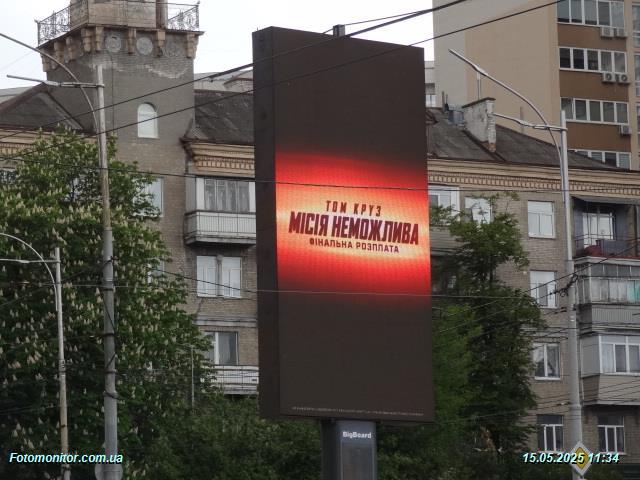 ТОМ КРУЗ
МІСІЯ НЕМОЖЛИВА
ФІНАЛЬНА РОЗПЛАТА
BigBoard
Fotomonitor.com.ua
15.05.2025 11:34